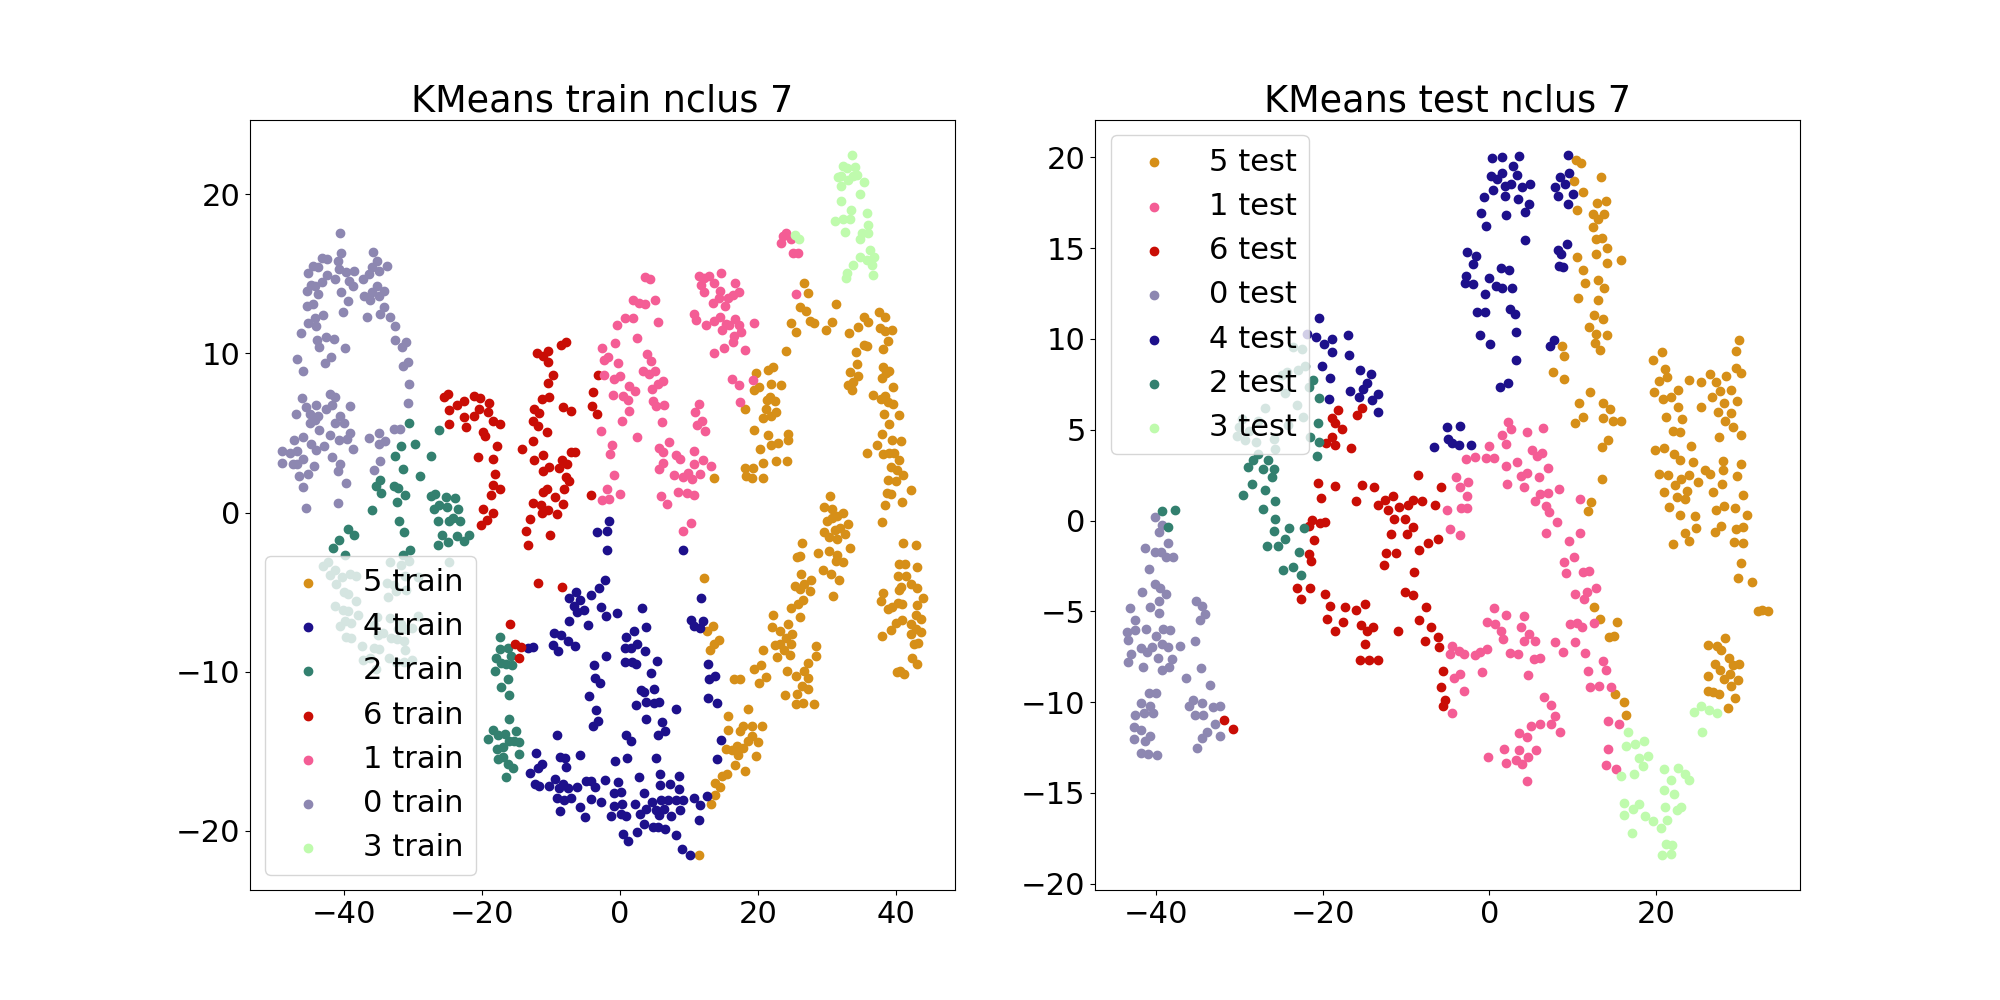 KMeans train nclus 7
20
10
0
−10
−20
5 train
4 train
2 train
6 train
1 train
0 train
3 train
−40
−20
0
20
40
KMeans test nclus 7
20
15
10
5
0
−5
−10
−15
−20
5 test
1 test
6 test
0 test
4 test
2 test
3 test
−40
−20
0
20